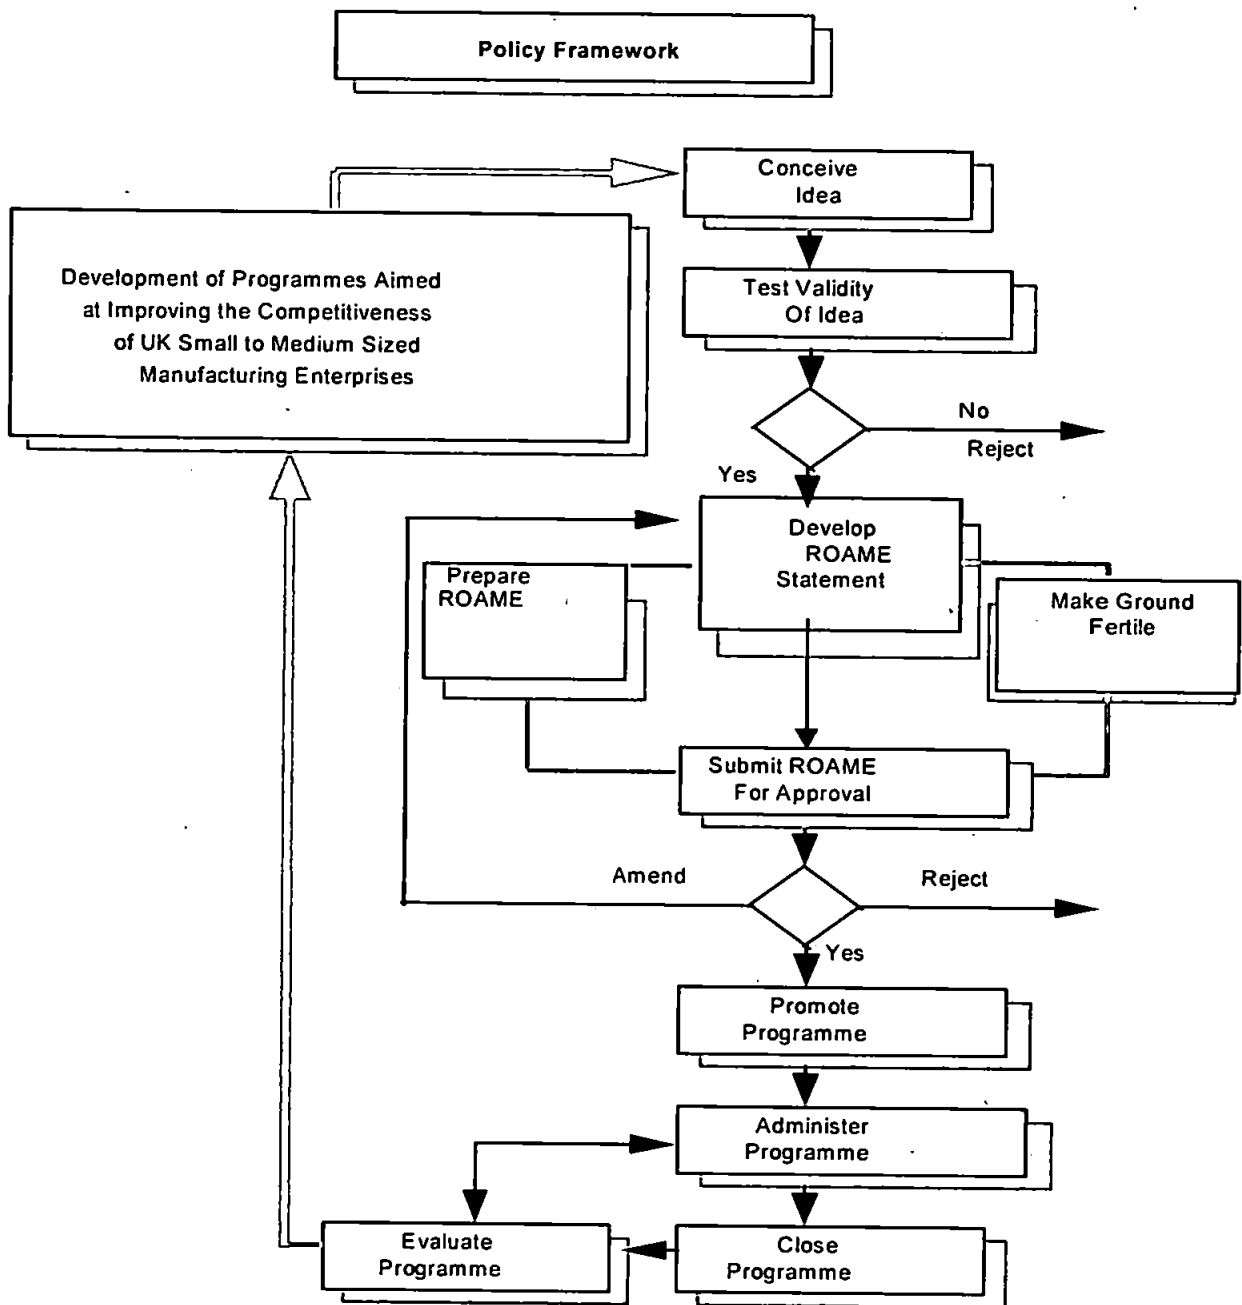 Policy Framework
Conceive
Idea
Development of Programmes Aimed
at Improving the Competitiveness
of UK Small to Medium Sized
Manufacturing Enterprises
Test Validity
Of Idea
No
Reject
Yes
Develop
ROAME
Statement
Prepare
ROAME
Make Ground
Fertile
Submit ROAME
For Approval
Amend
Reject
Yes
Promote
Programme
Administer
Programme
Evaluate
Programme
Close
Programme